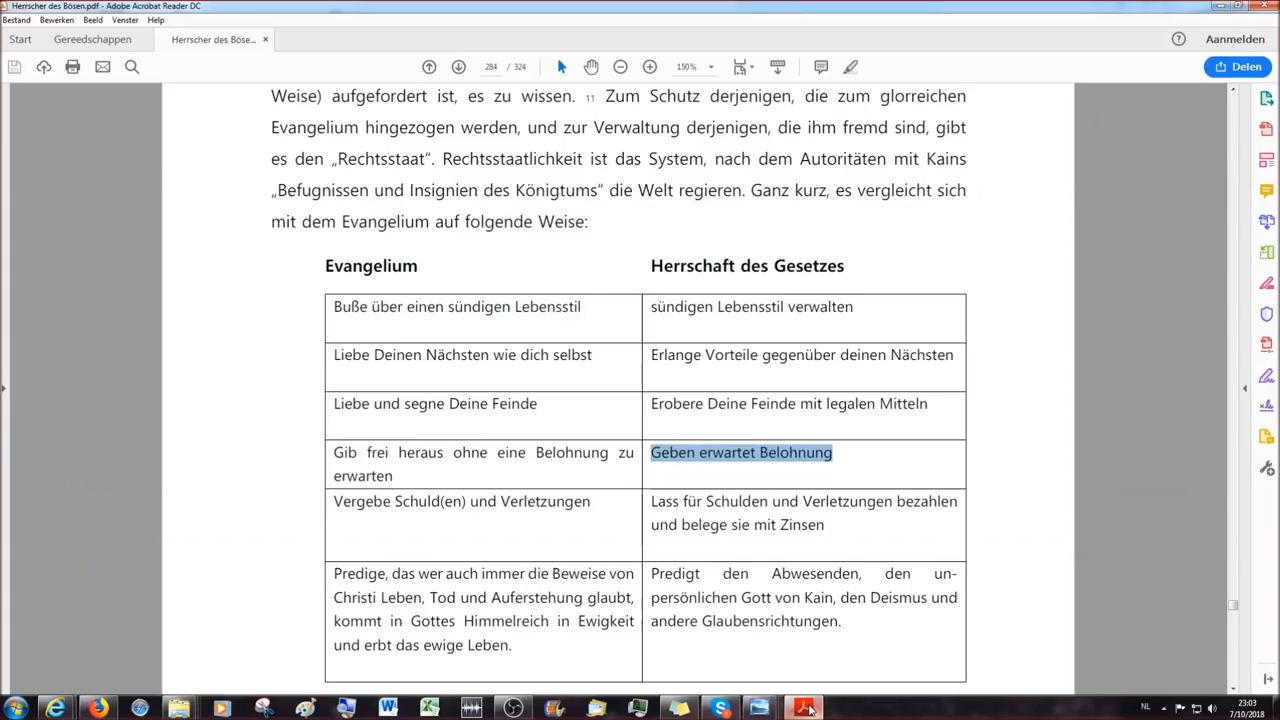 Herrscher des Bösen.pdf - Adobe Acrobat Reader DC
Bestand Bewerken Beeld Venster Help
Start Gereedschappen Herrscher des Böse... × Aanmelden
284 / 324 150% Delen
Weise) aufgefordert ist, es zu wissen. 11 Zum Schutz derjenigen, die zum glorreichen
Evangelium hingezogen werden, und zur Verwaltung derjenigen, die ihm fremd sind, gibt
es den „Rechtsstaat“. Rechtsstaatlichkeit ist das System, nach dem Autoritäten mit Kains
„Befugnissen und Insignien des Königtums“ die Welt regieren. Ganz kurz, es vergleicht sich
mit dem Evangelium auf folgende Weise:
Evangelium Herrschaft des Gesetzes
Buße über einen sündigen Lebensstil
sündigen Lebensstil verwalten
Liebe Deinen Nächsten wie dich selbst
Erlange Vorteile gegenüber deinen Nächsten
Liebe und segne Deine Feinde
Erobere Deine Feinde mit legalen Mitteln
Gib frei heraus ohne eine Belohnung zu
erwarten
Geben erwartet Belohnung
Vergebe Schuld(en) und Verletzungen
Lass für Schulden und Verletzungen bezahlen
und belege sie mit Zinsen
Predige, das wer auch immer die Beweise von
Christi Leben, Tod und Auferstehung glaubt,
kommt in Gottes Himmelreich in Ewigkeit
und erbt das ewige Leben.
Predigt den Abwesenden, den un-
persönlichen Gott von Kain, den Deismus und
andere Glaubensrichtungen.
NL
23:03
7/10/2018